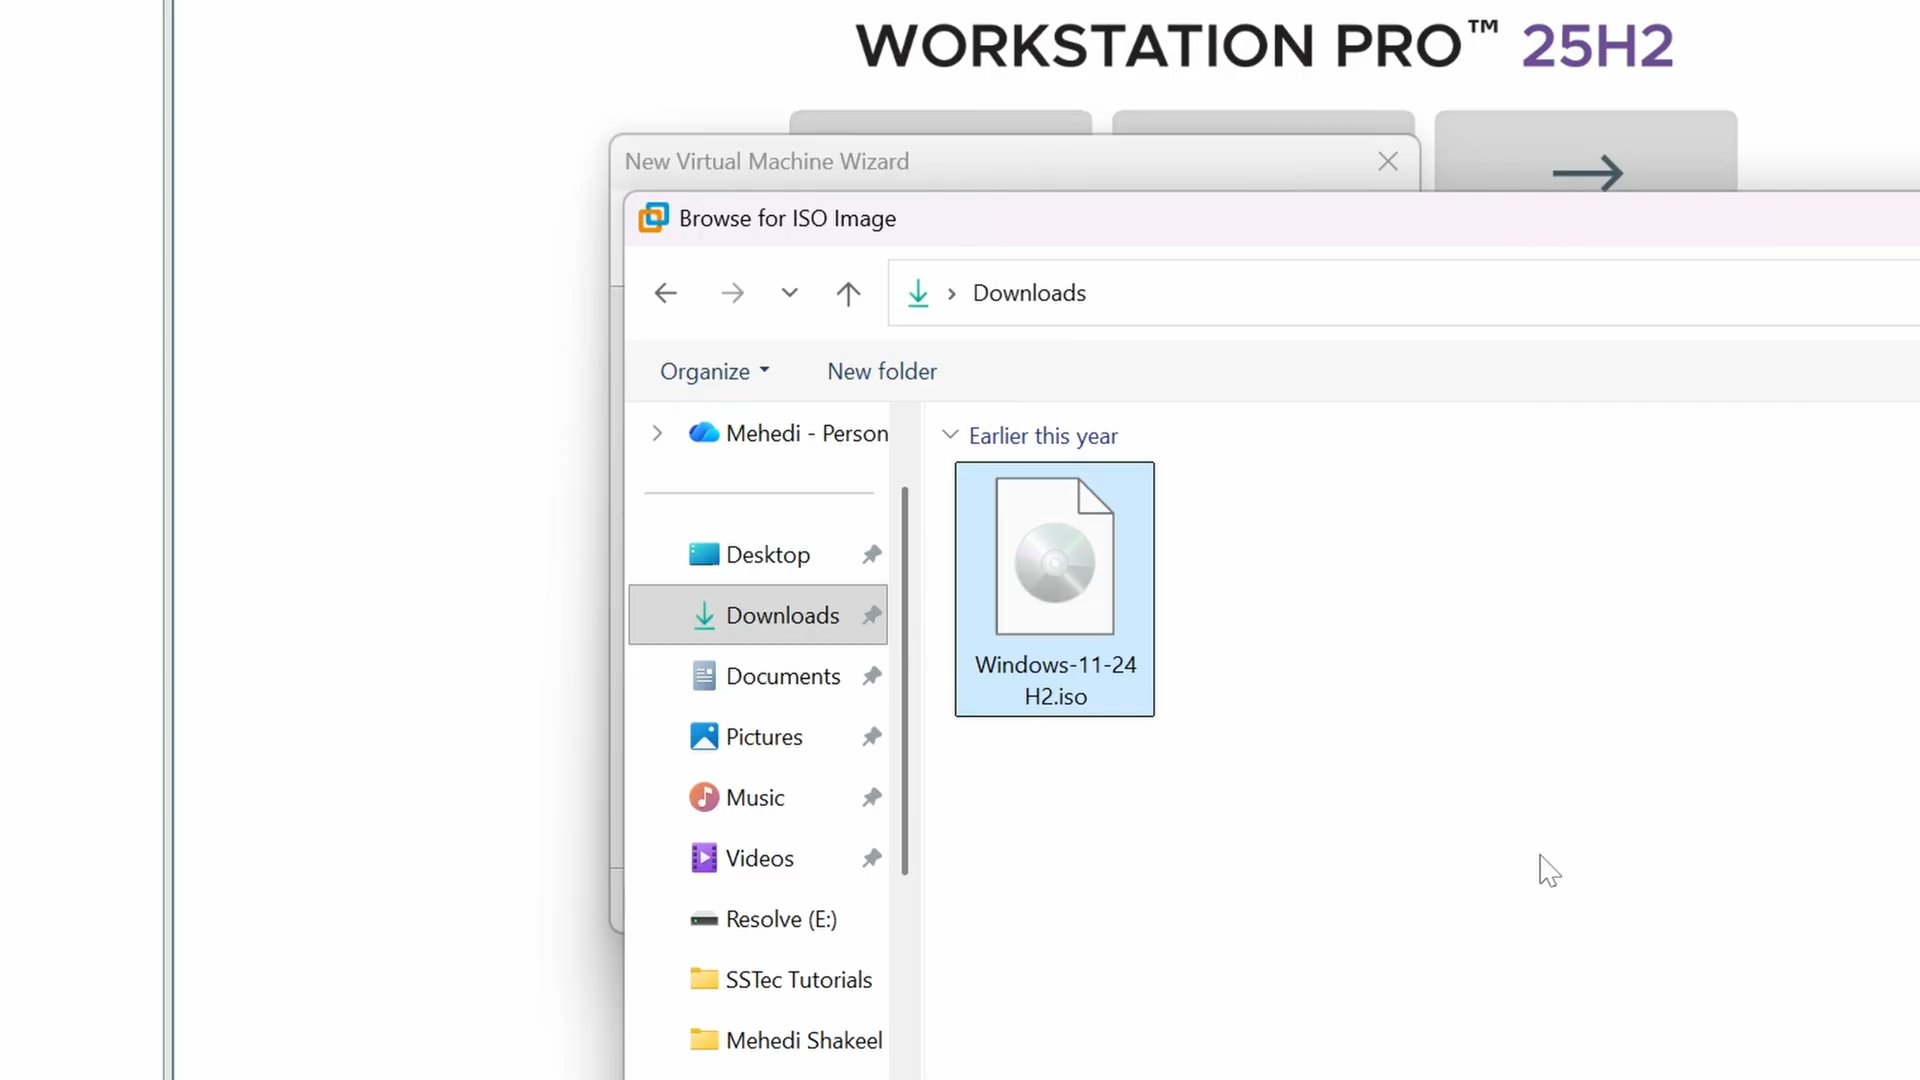 WORKSTATION PRO™ 25H2
New Virtual Machine Wizard
Browse for ISO Image
Downloads
Organize
New folder
Mehedi - Person
Earlier this year
Desktop
Downloads
Documents
Pictures
Music
Videos
Resolve (E:)
SSTec Tutorials
Mehedi Shakeel
Windows-11-24
H2.iso